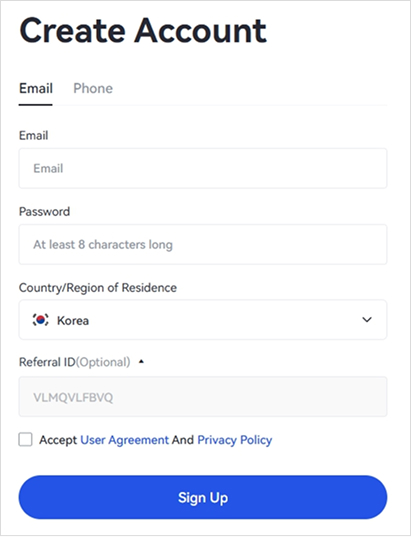 Create Account
Email Phone
Email
Email
Password
At least 8 characters long
Country/Region of Residence
Korea
Referral ID(Optional)
VLMQVLFBVQ
Accept User Agreement And Privacy Policy
Sign Up